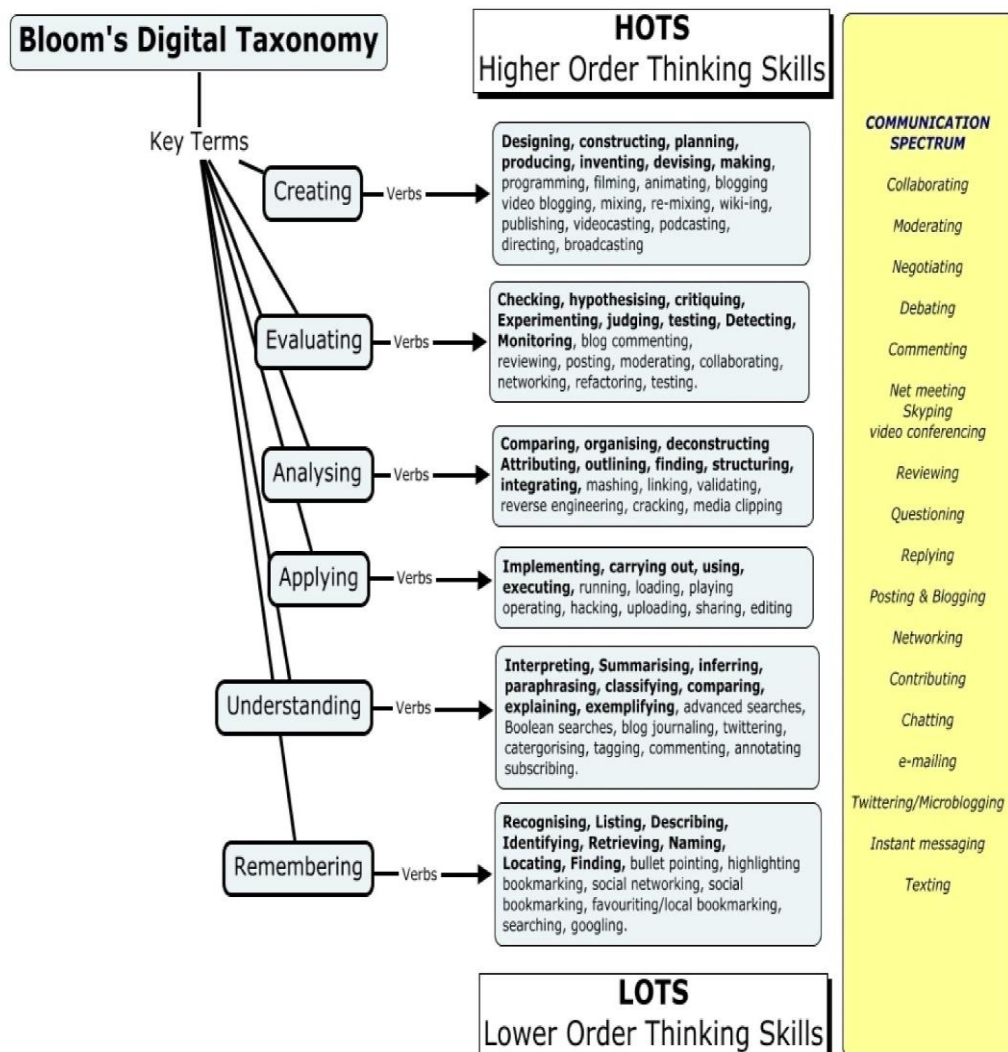 Bloom's Digital Taxonomy
HOTS
Higher Order Thinking Skills
Key Terms
Creating
Verbs
Designing, constructing, planning,
producing, inventing, devising, making,
programming, filming, animating, blogging
video blogging, mixing, re-mixing, wiki-ing,
publishing, videocasting, podcasting,
directing, broadcasting
Evaluating
Verbs
Checking, hypothesising, critiquing,
Experimenting, judging, testing, Detecting,
Monitoring, blog commenting,
reviewing, posting, moderating, collaborating,
networking, refactoring, testing.
Analysing
Verbs
Comparing, organising, deconstructing
Attributing, outlining, finding, structuring,
integrating, mashing, linking, validating,
reverse engineering, cracking, media clipping
Applying
Verbs
Implementing, carrying out, using,
executing, running, loading, playing
operating, hacking, uploading, sharing, editing
Understanding
Verbs
Interpreting, Summarising, inferring,
paraphrasing, classifying, comparing,
explaining, exemplifying, advanced searches,
Boolean searches, blog journaling, twittering,
catergorising, tagging, commenting, annotating
subscribing.
Remembering
Verbs
Recognising, Listing, Describing,
Identifying, Retrieving, Naming,
Locating, Finding, bullet pointing, highlighting
bookmarking, social networking, social
bookmarking, favouriting/local bookmarking,
searching, googling.
LOTS
Lower Order Thinking Skills
COMMUNICATION
SPECTRUM
Collaborating
Moderating
Negotiating
Debating
Commenting
Net meeting
Skyping
video conferencing
Reviewing
Questioning
Replying
Posting & Blogging
Networking
Contributing
Chatting
e-mailing
Twittering/Microblogging
Instant messaging
Texting